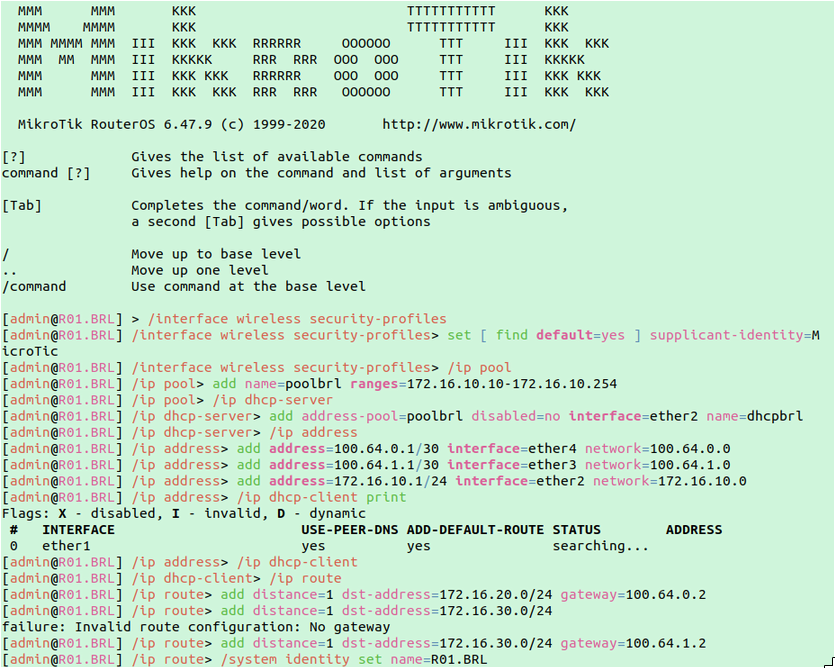 MMM      MMM       KKK                          TTTTTTTTTTT      KKK
  MMMM    MMMM       KKK                          TTTTTTTTTTT      KKK
  MMM MMMM MMM  III  KKK  KKK  RRRRRR     OOOOOO      TTT     III  KKK  KKK
  MMM  MM  MMM  III  KKKKK     RRR  RRR  OOO  OOO     TTT     III  KKKKK
  MMM      MMM  III  KKK KKK   RRRRRR    OOO  OOO     TTT     III  KKK KKK
  MMM      MMM  III  KKK  KKK  RRR  RRR   OOOOOO      TTT     III  KKK  KKK
  MikroTik RouterOS 6.47.9 (c) 1999-2020       http://www.mikrotik.com/
[?]             Gives the list of available commands
command [?]     Gives help on the command and list of arguments
[Tab]           Completes the command/word. If the input is ambiguous,
                a second [Tab] gives possible options
/               Move up to base level
..              Move up one level
/command        Use command at the base level
[admin@R01.BRL] > /interface wireless security-profiles
[admin@R01.BRL] /interface wireless security-profiles> set [ find default=yes ] supplicant-identity=M
icroTic
[admin@R01.BRL] /interface wireless security-profiles> /ip pool
[admin@R01.BRL] /ip pool> add name=poolbrl ranges=172.16.10.10-172.16.10.254
[admin@R01.BRL] /ip pool> /ip dhcp-server
[admin@R01.BRL] /ip dhcp-server> add address-pool=poolbrl disabled=no interface=ether2 name=dhcpbrl
[admin@R01.BRL] /ip dhcp-server> /ip address
[admin@R01.BRL] /ip address> add address=100.64.0.1/30 interface=ether4 network=100.64.0.0
[admin@R01.BRL] /ip address> add address=100.64.1.1/30 interface=ether3 network=100.64.1.0
[admin@R01.BRL] /ip address> add address=172.16.10.1/24 interface=ether2 network=172.16.10.0
[admin@R01.BRL] /ip address> /ip dhcp-client print
Flags: X - disabled, I - invalid, D - dynamic
 #   INTERFACE                       USE-PEER-DNS ADD-DEFAULT-ROUTE STATUS        ADDRESS
 0   ether1                          yes          yes               searching...
[admin@R01.BRL] /ip address> /ip dhcp-client
[admin@R01.BRL] /ip dhcp-client> /ip route
[admin@R01.BRL] /ip route> add distance=1 dst-address=172.16.20.0/24 gateway=100.64.0.2
[admin@R01.BRL] /ip route> add distance=1 dst-address=172.16.30.0/24
failure: Invalid route configuration: No gateway
[admin@R01.BRL] /ip route> add distance=1 dst-address=172.16.30.0/24 gateway=100.64.1.2
[admin@R01.BRL] /ip route> /system identity set name=R01.BRL